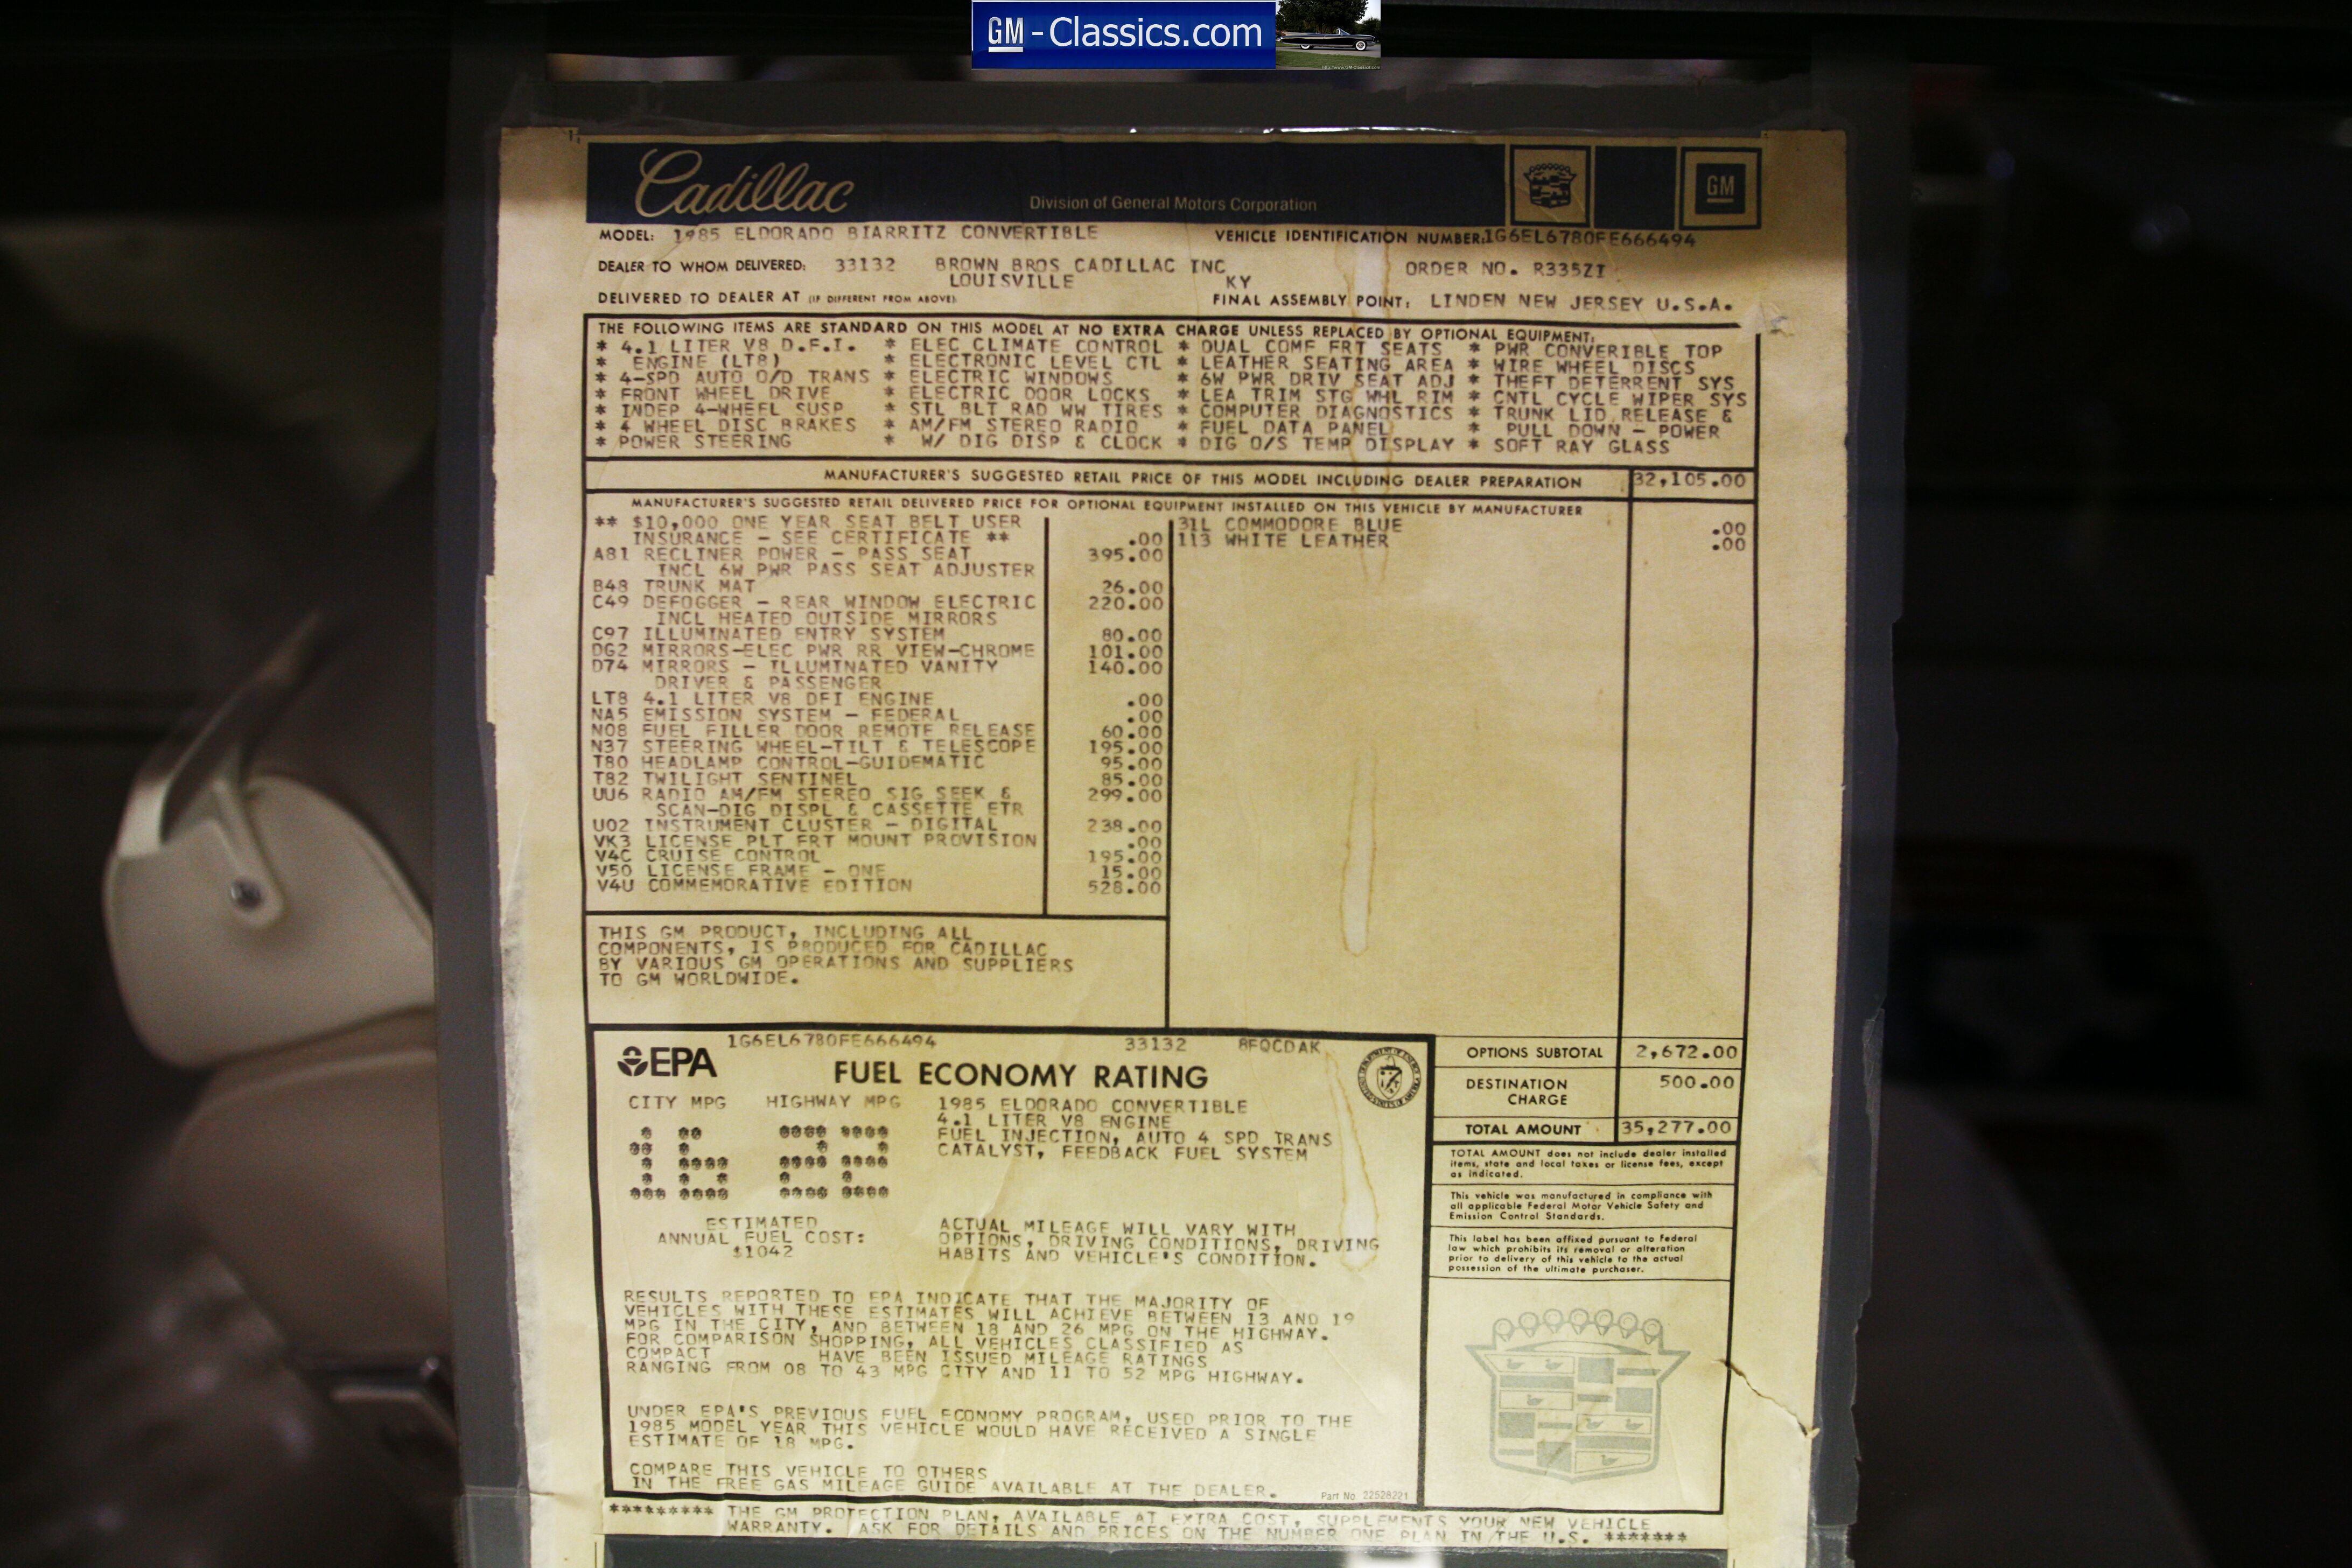 GM - Classics.com
Cadillac
Division of General Motors Corporation
GM
MODEL: 1985 ELDORADO BIARRITZ CONVERTIBLE VEHICLE IDENTIFICATION NUMBER: 1G6EL6780FE666494
DEALER TO WHOM DELIVERED: 33132 BROWN BROS CADILLAC INC ORDER NO. R335ZI
LOUISVILLE KY
DELIVERED TO DEALER AT (IF DIFFERENT FROM ABOVE): FINAL ASSEMBLY POINT: LINDEN NEW JERSEY U.S.A.
THE FOLLOWING ITEMS ARE STANDARD ON THIS MODEL AT NO EXTRA CHARGE UNLESS REPLACED BY OPTIONAL EQUIPMENT:
* 4.1 LITER V8 D.F.I. * ELEC CLIMATE CONTROL * DUAL COMF FRT SEATS * PWR CONVERIBLE TOP
* ENGINE (LT8) * ELECTRONIC LEVEL CTL * LEATHER SEATING AREA * WIRE WHEEL DISCS
* 4-SPD AUTO O/D TRANS * ELECTRIC WINDOWS * 6W PWR DRIV SEAT ADJ * THEFT DETERRENT SYS
* FRONT WHEEL DRIVE * ELECTRIC DOOR LOCKS * LEA TRIM STG WHL RIM * CNTL CYCLE WIPER SYS
* INDEP 4-WHEEL SUSP * STL BLT RAD WW TIRES * COMPUTER DIAGNOSTICS * TRUNK LID RELEASE &
* 4 WHEEL DISC BRAKES * AM/FM STEREO RADIO * FUEL DATA PANEL * PULL DOWN - POWER
* POWER STEERING * W/ DIG DISP & CLOCK * DIG O/S TEMP DISPLAY * SOFT RAY GLASS
MANUFACTURER'S SUGGESTED RETAIL PRICE OF THIS MODEL INCLUDING DEALER PREPARATION 32,105.00
MANUFACTURER'S SUGGESTED RETAIL DELIVERED PRICE FOR OPTIONAL EQUIPMENT INSTALLED ON THIS VEHICLE BY MANUFACTURER
** $10,000 ONE YEAR SEAT BELT USER
INSURANCE - SEE CERTIFICATE ** .00
A81 RECLINER POWER - PASS SEAT 395.00
INCL 6W PWR PASS SEAT ADJUSTER
B48 TRUNK MAT 26.00
C49 DEFOGGER - REAR WINDOW ELECTRIC 220.00
INCL HEATED OUTSIDE MIRRORS
C97 ILLUMINATED ENTRY SYSTEM 80.00
DG2 MIRRORS-ELEC PWR RR VIEW-CHROME 101.00
D74 MIRRORS - ILLUMINATED VANITY 140.00
DRIVER & PASSENGER
LT8 4.1 LITER V8 DFI ENGINE .00
NA5 EMISSION SYSTEM - FEDERAL .00
N08 FUEL FILLER DOOR REMOTE RELEASE 60.00
N37 STEERING WHEEL-TILT & TELESCOPE 195.00
T80 HEADLAMP CONTROL-GUIDEMATIC 95.00
T82 TWILIGHT SENTINEL 85.00
UU6 RADIO AM/FM STEREO SIG SEEK & 299.00
SCAN-DIG DISPL & CASSETTE ETR
U02 INSTRUMENT CLUSTER - DIGITAL 238.00
VK3 LICENSE PLT FRT MOUNT PROVISION .00
V4C CRUISE CONTROL 195.00
V50 LICENSE FRAME - ONE 15.00
V4U COMMEMORATIVE EDITION 528.00
31L COMMODORE BLUE .00
113 WHITE LEATHER .00
THIS GM PRODUCT, INCLUDING ALL
COMPONENTS, IS PRODUCED FOR CADILLAC
BY VARIOUS GM OPERATIONS AND SUPPLIERS
TO GM WORLDWIDE.
1G6EL6780FE666494 33132 8FQCDAK
EPA FUEL ECONOMY RATING
CITY MPG HIGHWAY MPG
16 22
1985 ELDORADO CONVERTIBLE
4.1 LITER V8 ENGINE
FUEL INJECTION, AUTO 4 SPD TRANS
CATALYST, FEEDBACK FUEL SYSTEM
ESTIMATED
ANNUAL FUEL COST:
$1042
ACTUAL MILEAGE WILL VARY WITH
OPTIONS, DRIVING CONDITIONS, DRIVING
HABITS AND VEHICLE'S CONDITION.
RESULTS REPORTED TO EPA INDICATE THAT THE MAJORITY OF
VEHICLES WITH THESE ESTIMATES WILL ACHIEVE BETWEEN 13 AND 19
MPG IN THE CITY, AND BETWEEN 18 AND 26 MPG ON THE HIGHWAY.
FOR COMPARISON SHOPPING, ALL VEHICLES CLASSIFIED AS
COMPACT HAVE BEEN ISSUED MILEAGE RATINGS
RANGING FROM 08 TO 43 MPG CITY AND 11 TO 52 MPG HIGHWAY.
UNDER EPA'S PREVIOUS FUEL ECONOMY PROGRAM, USED PRIOR TO THE
1985 MODEL YEAR THIS VEHICLE WOULD HAVE RECEIVED A SINGLE
ESTIMATE OF 18 MPG.
COMPARE THIS VEHICLE TO OTHERS
IN THE FREE GAS MILEAGE GUIDE AVAILABLE AT THE DEALER.
Part No. 22528221
OPTIONS SUBTOTAL 2,672.00
DESTINATION CHARGE 500.00
TOTAL AMOUNT 35,277.00
TOTAL AMOUNT does not include dealer installed
items, state and local taxes or license fees, except
as indicated.
This vehicle was manufactured in compliance with
all applicable Federal Motor Vehicle Safety and
Emission Control Standards.
This label has been affixed pursuant to Federal
law which prohibits its removal or alteration
prior to delivery of this vehicle to the actual
possession of the ultimate purchaser.
********* THE GM PROTECTION PLAN, AVAILABLE AT EXTRA COST, SUPPLEMENTS YOUR NEW VEHICLE
WARRANTY. ASK FOR DETAILS AND PRICES ON THE NUMBER ONE PLAN IN THE U.S. *******